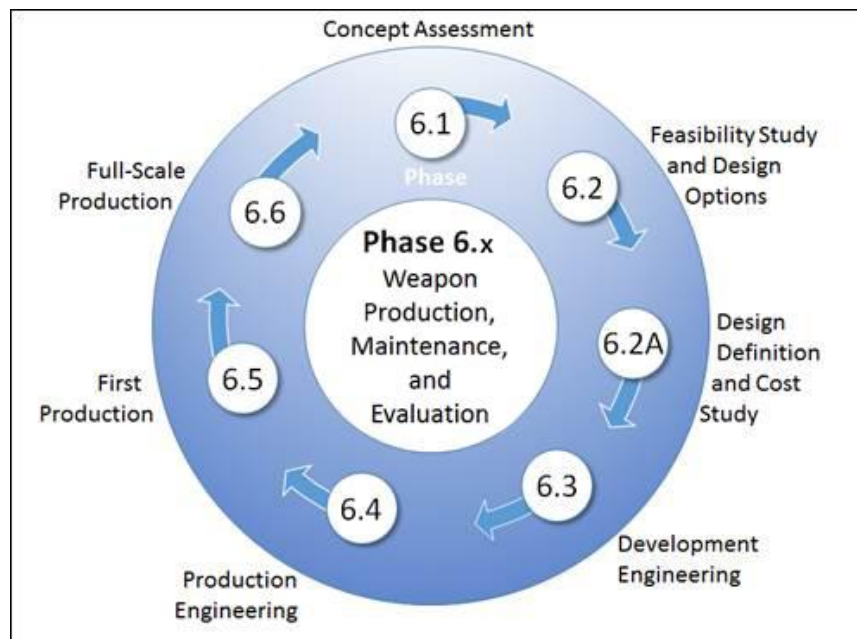 Concept Assessment
6.1
Phase
Feasibility Study
and Design
Options
6.2
Design
Definition
and Cost
Study
6.2A
Development
Engineering
6.3
Production
Engineering
6.4
First
Production
6.5
Full-Scale
Production
6.6
Phase 6.x
Weapon
Production,
Maintenance,
and
Evaluation